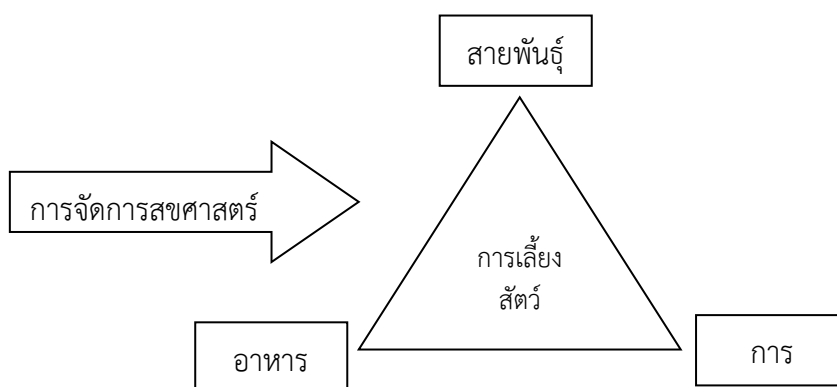 สายพันธุ์
การจัดการสขศาสตร์
การเลี้ยง
สัตว์
อาหาร
การ